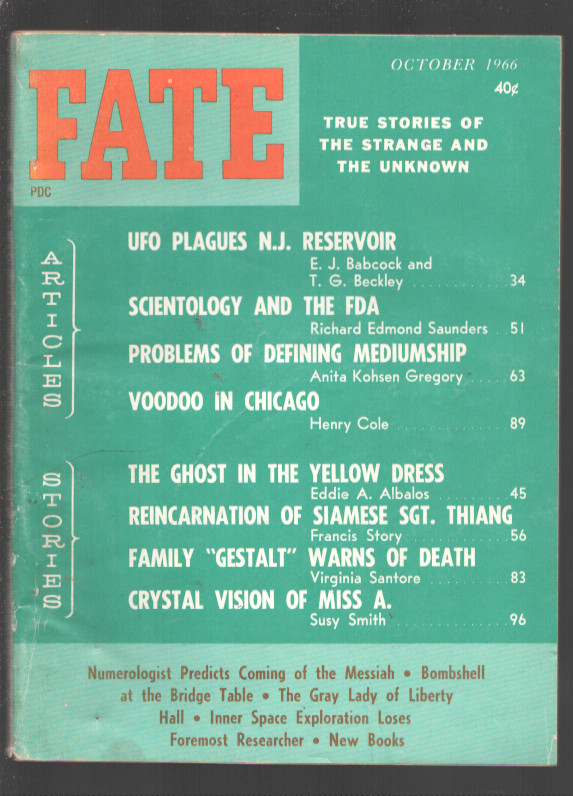 FATE
PDC
OCTOBER 1966
40¢
TRUE STORIES OF
THE STRANGE AND
THE UNKNOWN
ARTICLES
UFO PLAGUES N.J. RESERVOIR
E. J. Babcock and
T. G. Beckley ............ 34
SCIENTOLOGY AND THE FDA
Richard Edmond Saunders .. 51
PROBLEMS OF DEFINING MEDIUMSHIP
Anita Kohsen Gregory ..... 63
VOODOO IN CHICAGO
Henry Cole .............. 89
STORIES
THE GHOST IN THE YELLOW DRESS
Eddie A. Albalos ......... 45
REINCARNATION OF SIAMESE SGT. THIANG
Francis Story ............ 56
FAMILY "GESTALT" WARNS OF DEATH
Virginia Santore ......... 83
CRYSTAL VISION OF MISS A.
Susy Smith .............. 96
Numerologist Predicts Coming of the Messiah • Bombshell
at the Bridge Table • The Gray Lady of Liberty
Hall • Inner Space Exploration Loses
Foremost Researcher • New Books